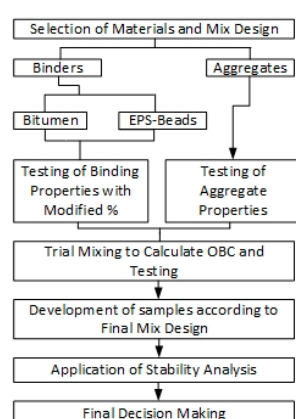 Selection of Materials and Mix Design
Binders
Aggregates
Bitumen
EPS-Beads
Testing of Binding
Properties with
Modified %
Testing of
Aggregate
Properties
Trial Mixing to Calculate OBC and
Testing
Development of samples according to
Final Mix Design
Application of Stability Analysis
Final Decision Making